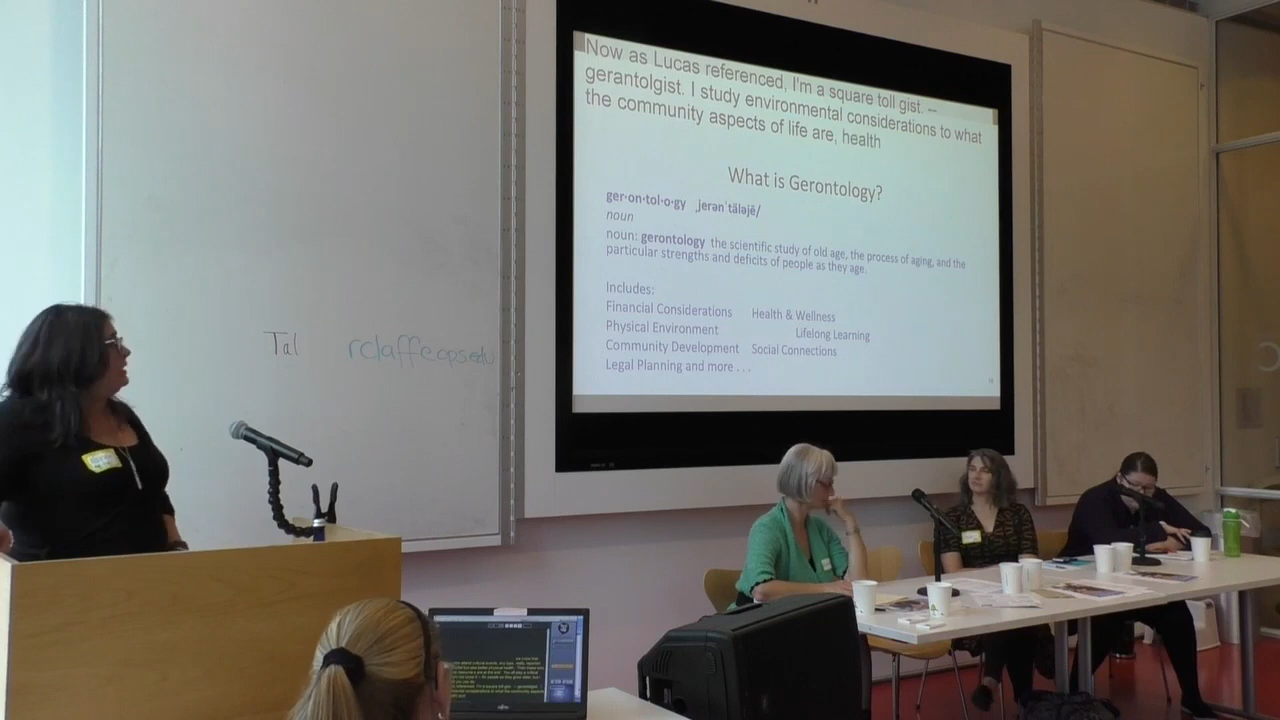 Now as Lucas referenced, I'm a square toll gist. --
gerantolgist. I study environmental considerations to what
the community aspects of life are, health
What is Gerontology?
ger·on·tol·o·gy ˌjerənˈtäləjē/
noun
noun: gerontology the scientific study of old age, the process of aging, and the
particular strengths and deficits of people as they age.
Includes:
Financial Considerations Health & Wellness
Physical Environment Lifelong Learning
Community Development Social Connections
Legal Planning and more . . .
Tal